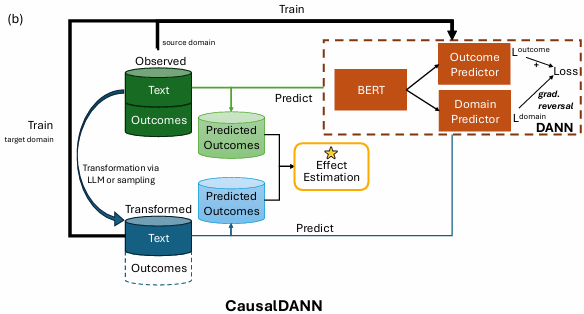 (b)
Train
source domain
Observed
Text
Outcomes
Predict
BERT
Outcome
Predictor
Domain
Predictor
L outcome
+
Loss
grad.
reversal
L domain
DANN
Predicted
Outcomes
Effect
Estimation
Train
target domain
Transformation via
LLM or sampling
Predicted
Outcomes
Transformed
Text
Outcomes
Predict
CausalDANN